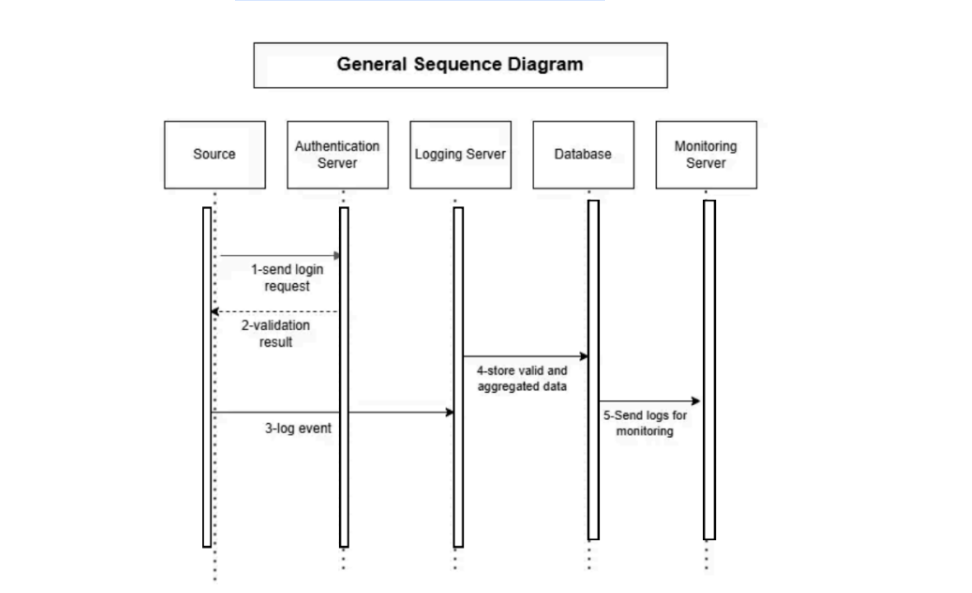 General Sequence Diagram
Source
Authentication
Server
Logging Server
Database
Monitoring
Server
1-send login
request
2-validation
result
4-store valid and
aggregated data
5-Send logs for
monitoring
3-log event